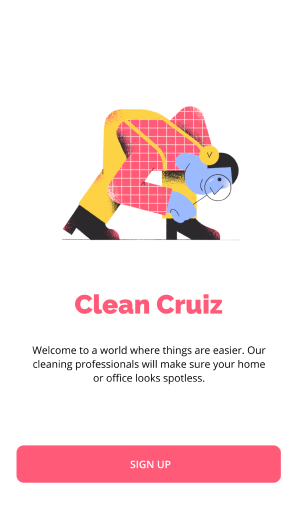 Clean Cruiz
Welcome to a world where things are easier. Our
cleaning professionals will make sure your home
or office looks spotless.
SIGN UP